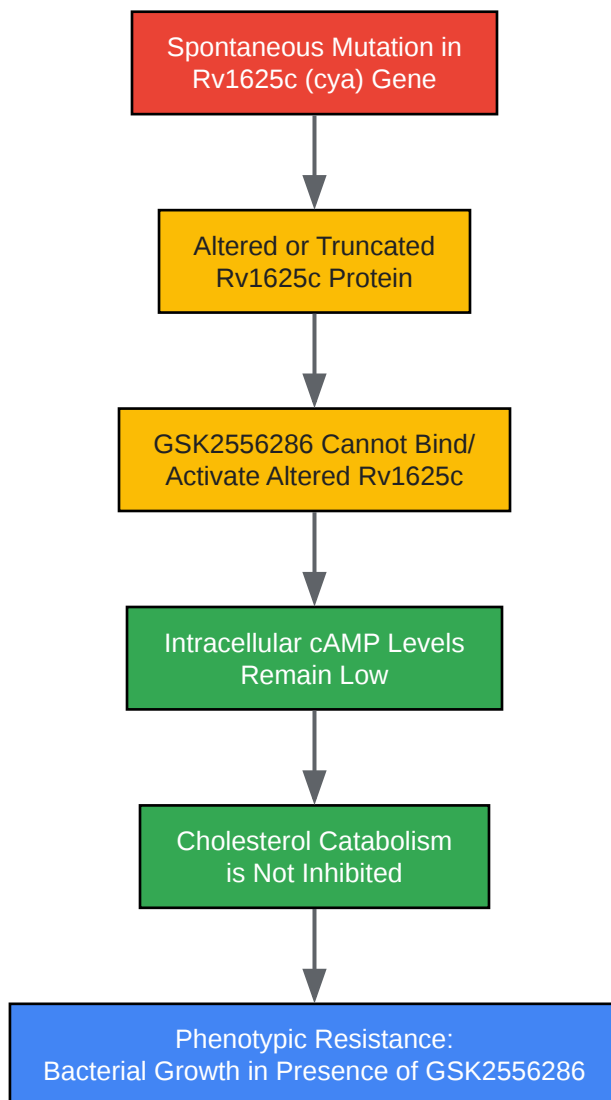 Spontaneous Mutation in
Rv1625c (cya) Gene
Altered or Truncated
Rv1625c Protein
GSK2556286 Cannot Bind/
Activate Altered Rv1625c
Intracellular cAMP Levels
Remain Low
Cholesterol Catabolism
is Not Inhibited
Phenotypic Resistance:
Bacterial Growth in Presence of GSK2556286